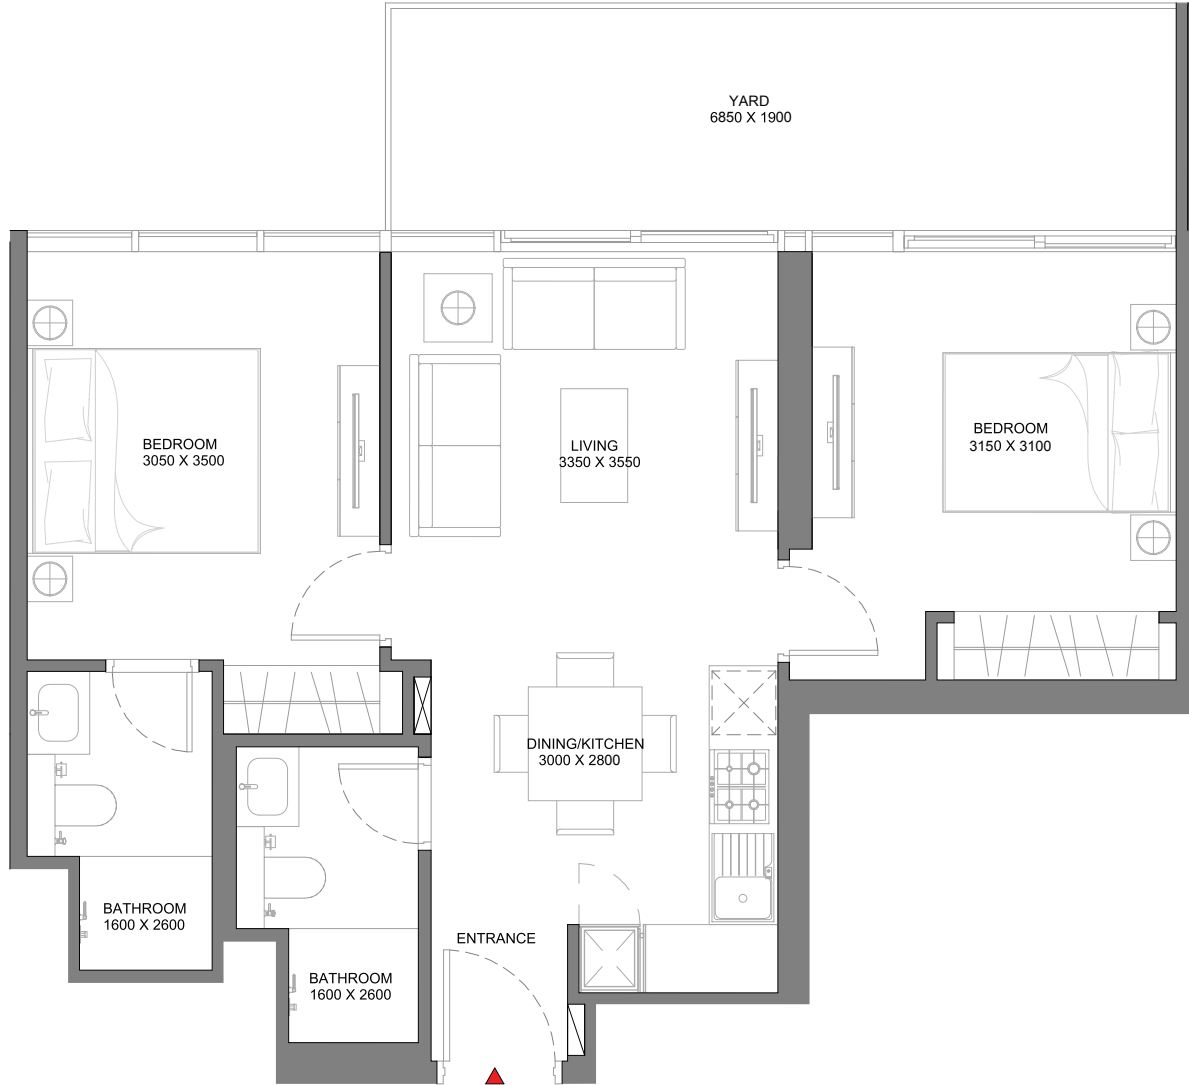 YARD
6850 X 1900
BEDROOM
3050 X 3500
LIVING
3350 X 3550
BEDROOM
3150 X 3100
DINING/KITCHEN
3000 X 2800
BATHROOM
1600 X 2600
ENTRANCE
BATHROOM
1600 X 2600